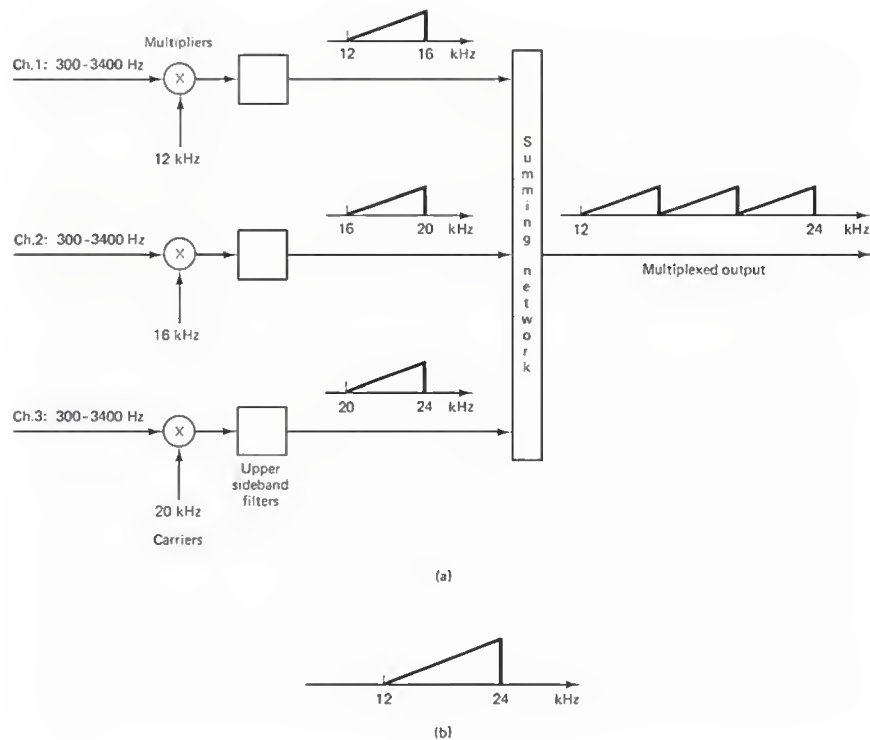 Multipliers
12 16 kHz
Ch.1: 300-3400 Hz
X
12 kHz
Summing network
16 20 kHz
12 24 kHz
Ch.2: 300-3400 Hz
X
Multiplexed output
16 kHz
20 24 kHz
Ch.3: 300-3400 Hz
X
Upper
sideband
filters
20 kHz
Carriers
(a)
12 24 kHz
(b)